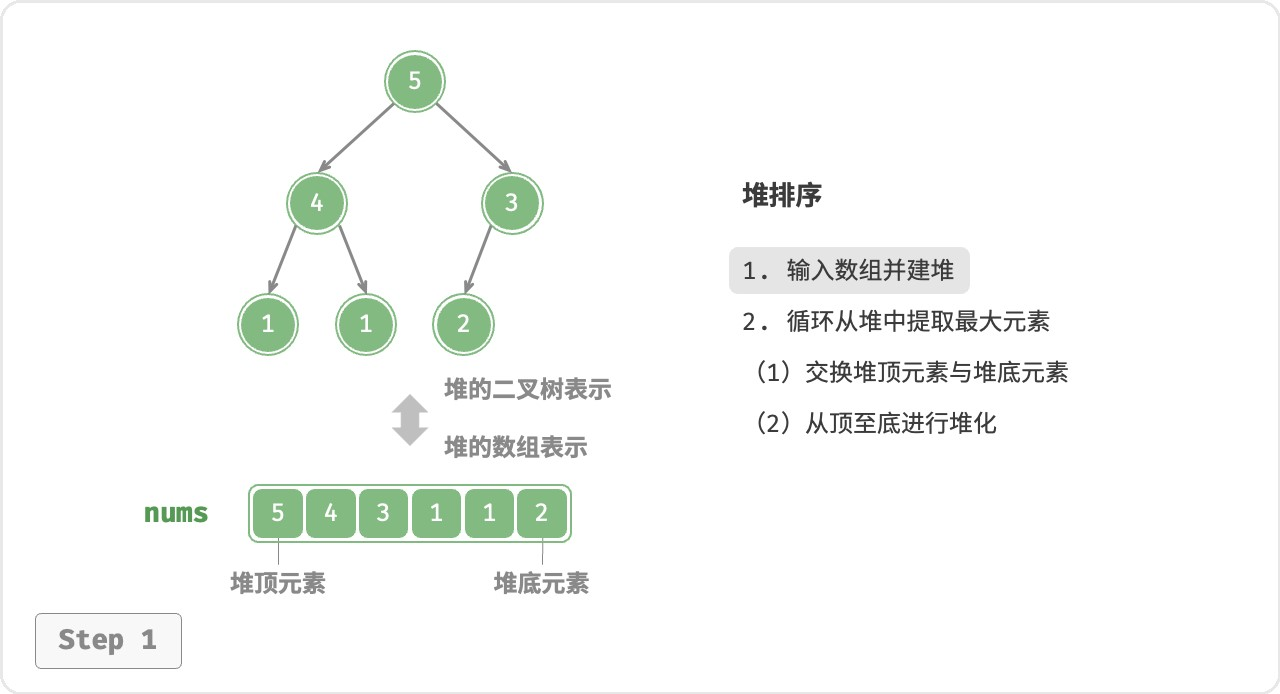 5
4 3
1 1 2
堆的二叉树表示
堆的数组表示
nums 5 4 3 1 1 2
堆顶元素 堆底元素
Step 1
堆排序
1. 输入数组并建堆
2. 循环从堆中提取最大元素
（1）交换堆顶元素与堆底元素
（2）从顶至底进行堆化